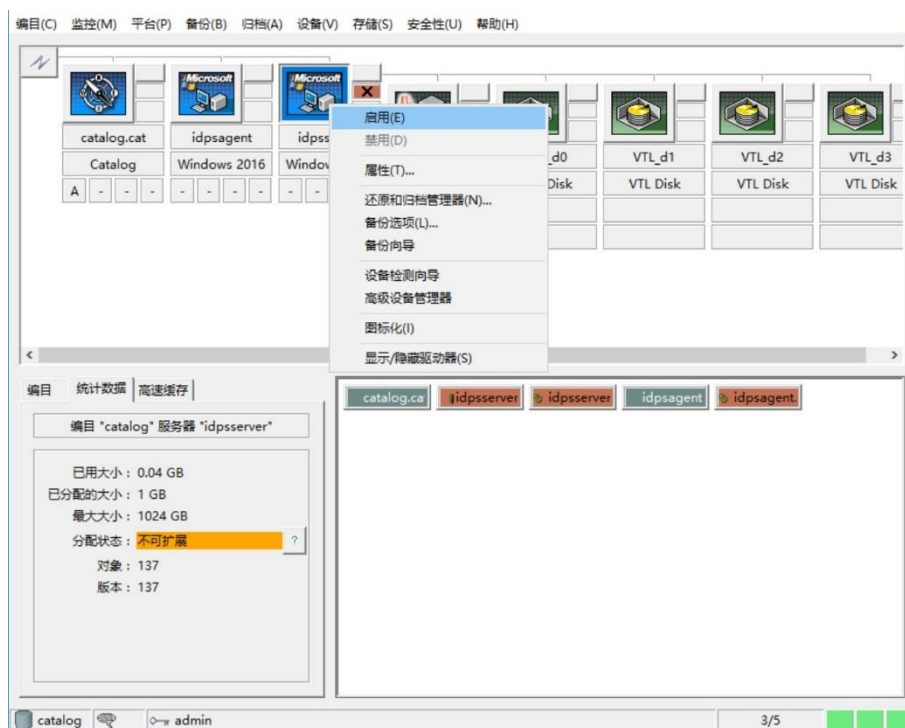 编目(C) 监控(M) 平台(P) 备份(B) 归档(A) 设备(V) 存储(S) 安全性(U) 帮助(H)
Microsoft Microsoft
catalog.cat idpsagent idpss _d0 VTL_d1 VTL_d2 VTL_d3
Catalog Windows 2016 Window Disk VTL Disk VTL Disk VTL Disk
A - - - - - - - - -
启用(E)
禁用(D)
属性(T)...
还原和归档管理器(N)...
备份选项(L)...
备份向导
设备检测向导
高级设备管理器
图标化(I)
显示/隐藏驱动器(S)
编目 统计数据 高速缓存
编目 "catalog" 服务器 "idpsserver"
已用大小： 0.04 GB
已分配的大小： 1 GB
最大大小： 1024 GB
分配状态： 不可扩展 ?
对象： 137
版本： 137
catalog.ca idpsserver idpsserver idpsagent idpsagent.
catalog admin 3/5